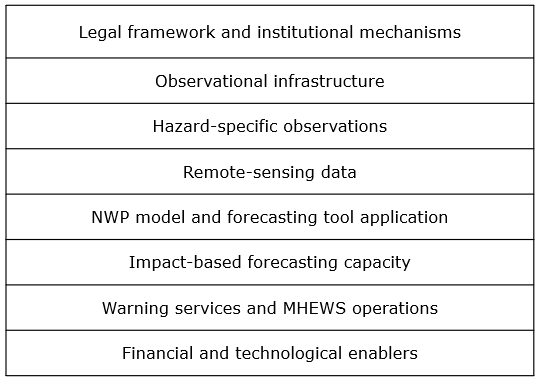 Legal framework and institutional mechanisms
Observational infrastructure
Hazard-specific observations
Remote-sensing data
NWP model and forecasting tool application
Impact-based forecasting capacity
Warning services and MHEWS operations
Financial and technological enablers